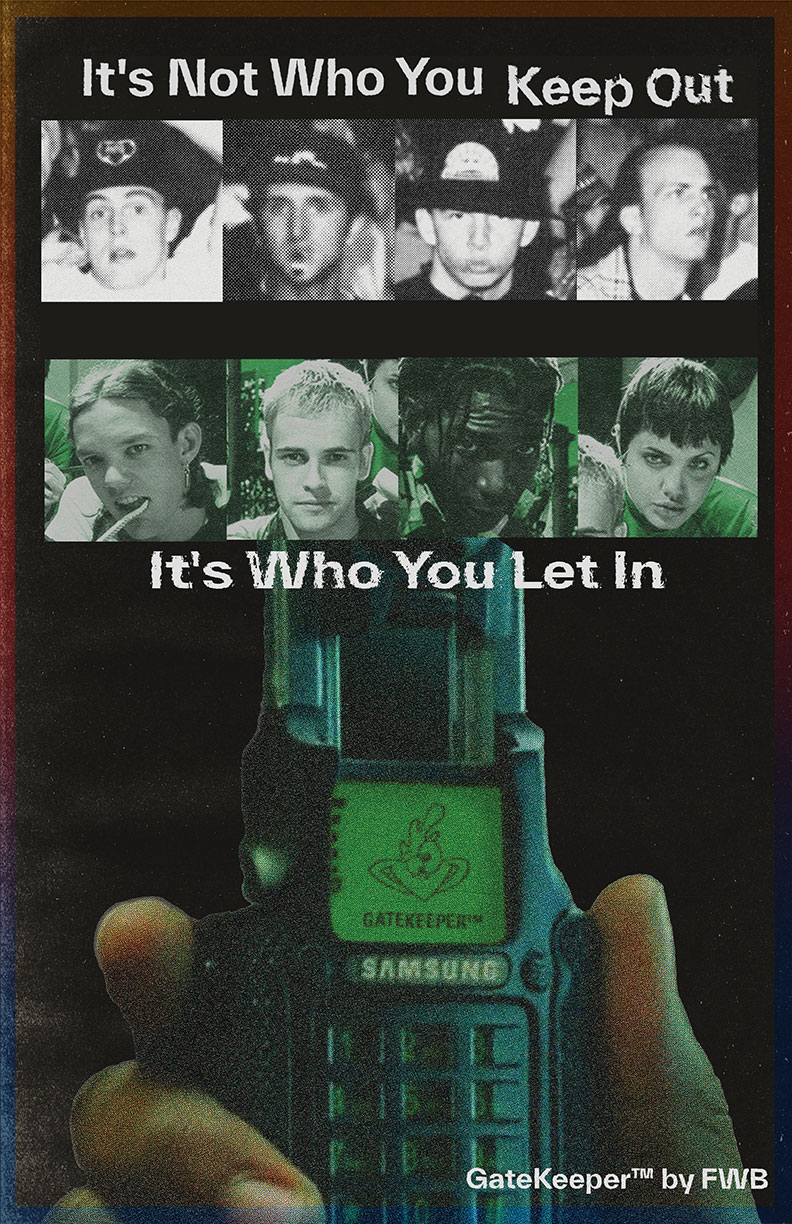 It's Not Who You Keep Out
It's Who You Let In
GATEKEEPER™
SAMSUNG
GateKeeper™ by FWB